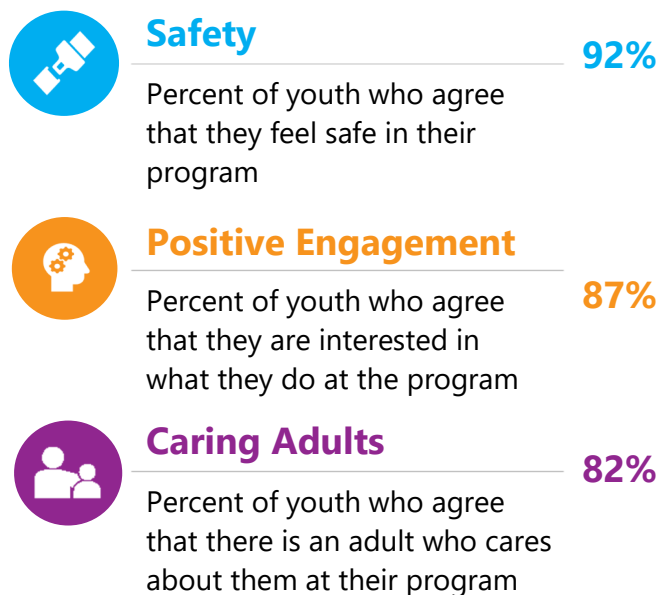 Safety
92%
Percent of youth who agree
that they feel safe in their
program
Positive Engagement
87%
Percent of youth who agree
that they are interested in
what they do at the program
Caring Adults
82%
Percent of youth who agree
that there is an adult who cares
about them at their program